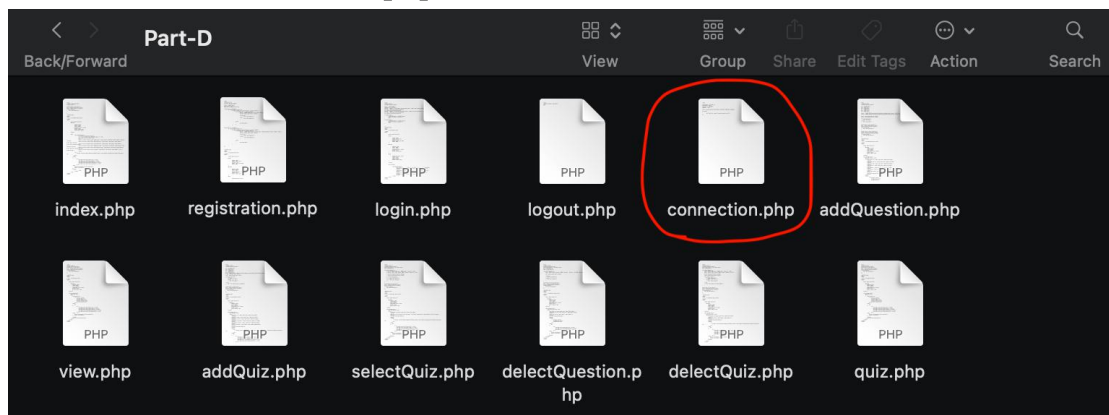 Part-D
Back/Forward View Group Share Edit Tags Action Search
PHP PHP PHP PHP PHP PHP
index.php registration.php login.php logout.php connection.php addQuestion.php
PHP PHP PHP PHP PHP PHP
view.php addQuiz.php selectQuiz.php delectQuestion.p delectQuiz.php quiz.php
hp